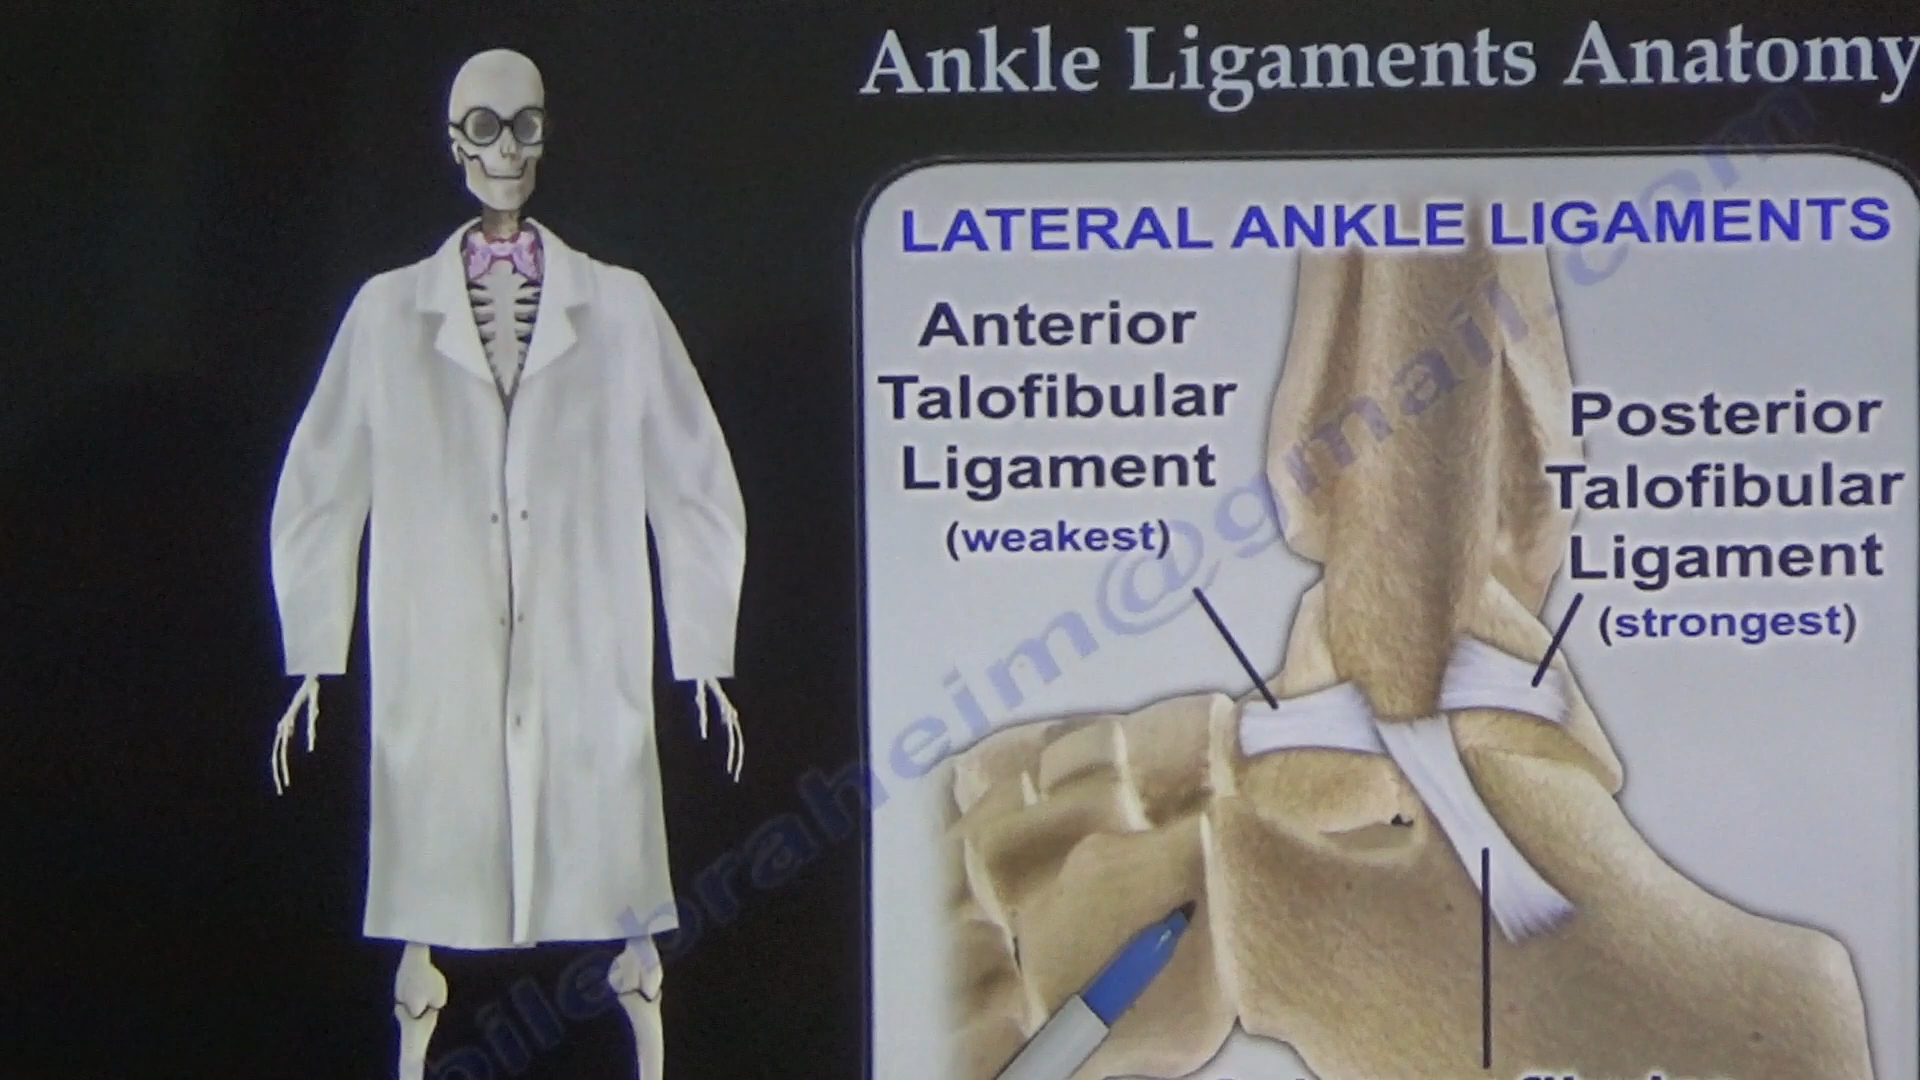 Ankle Ligaments Anatomy
LATERAL ANKLE LIGAMENTS
Anterior
Talofibular
Ligament
(weakest)
Posterior
Talofibular
Ligament
(strongest)